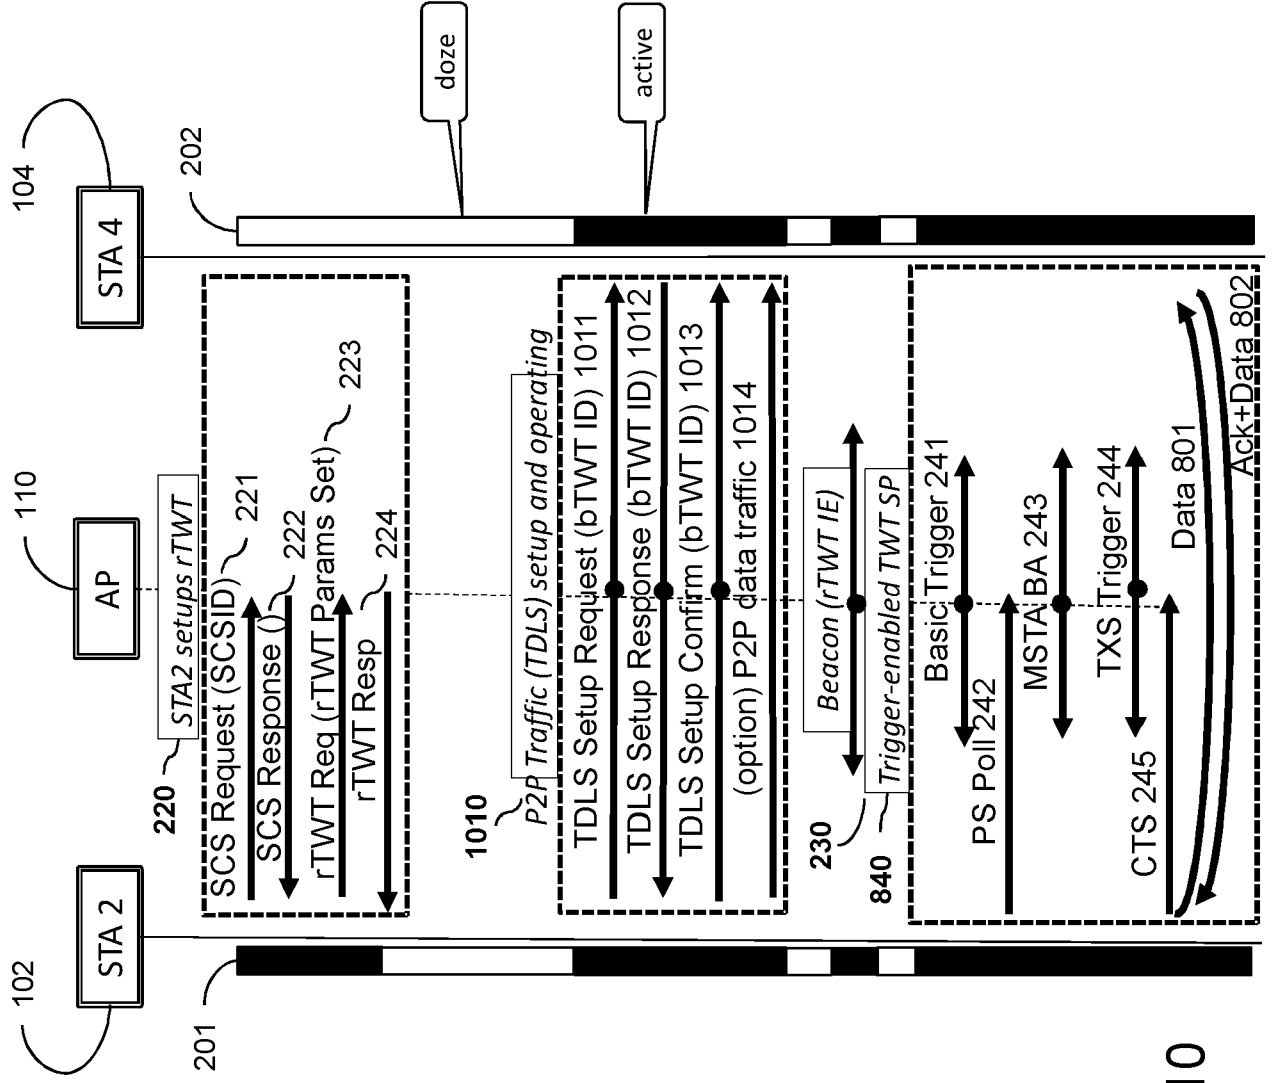 102
STA 2
110
AP
104
STA 4
201
202
220
STA2 setups rTWT
SCS Request (SCSID)
221
SCS Response ()
222
rTWT Req (rTWT Params Set)
223
rTWT Resp
224
doze
active
1010
P2P Traffic (TDLS) setup and operating
TDLS Setup Request (bTWT ID) 1011
TDLS Setup Response (bTWT ID) 1012
TDLS Setup Confirm (bTWT ID) 1013
(option) P2P data traffic 1014
230
Beacon (rTWT IE)
840
Trigger-enabled TWT SP
Basic Trigger 241
PS Poll 242
MSTA BA 243
TXS Trigger 244
CTS 245
Data 801
Ack+Data 802